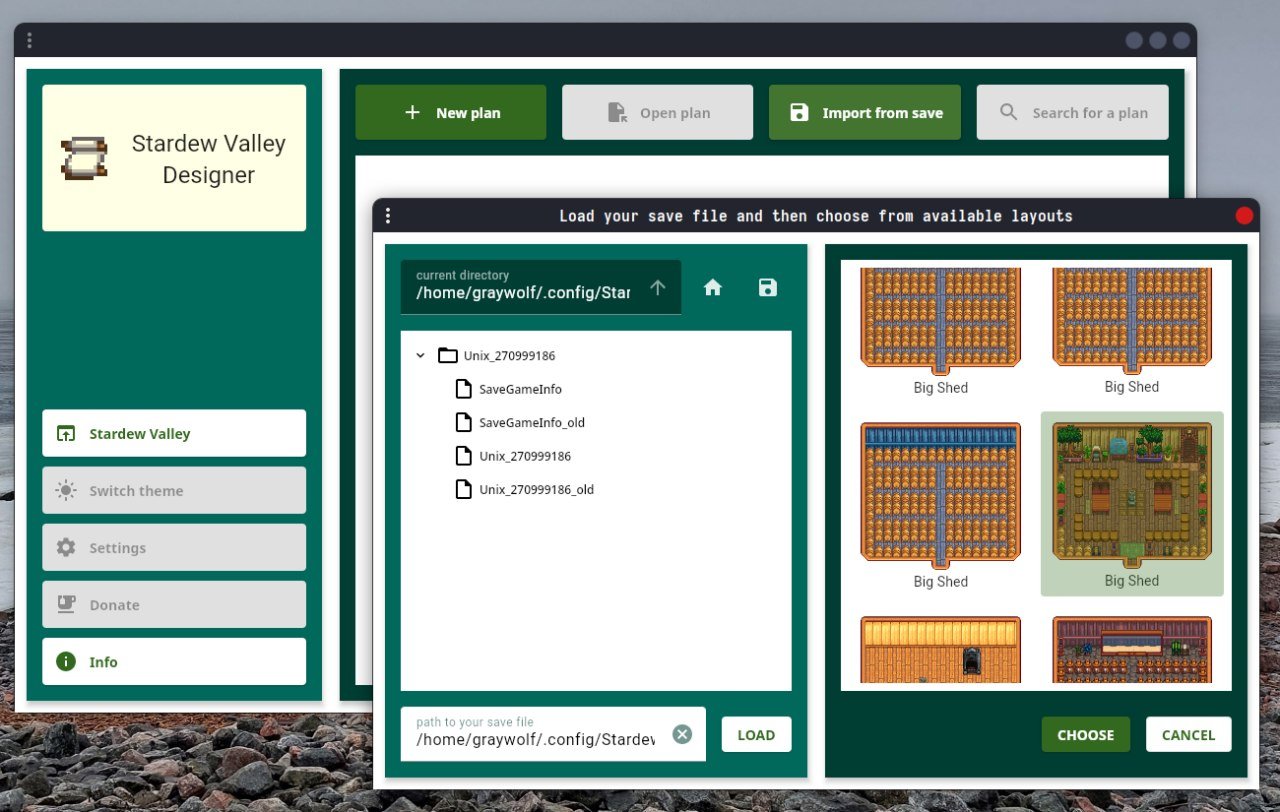 Stardew Valley
Designer
Stardew Valley
Switch theme
Settings
Donate
Info
New plan
Open plan
Import from save
Search for a plan
Load your save file and then choose from available layouts
current directory
/home/graywolf/.config/Star
Unix_270999186
SaveGameInfo
SaveGameInfo_old
Unix_270999186
Unix_270999186_old
path to your save file
/home/graywolf/.config/Stardev
LOAD
Big Shed
Big Shed
Big Shed
Big Shed
CHOOSE
CANCEL